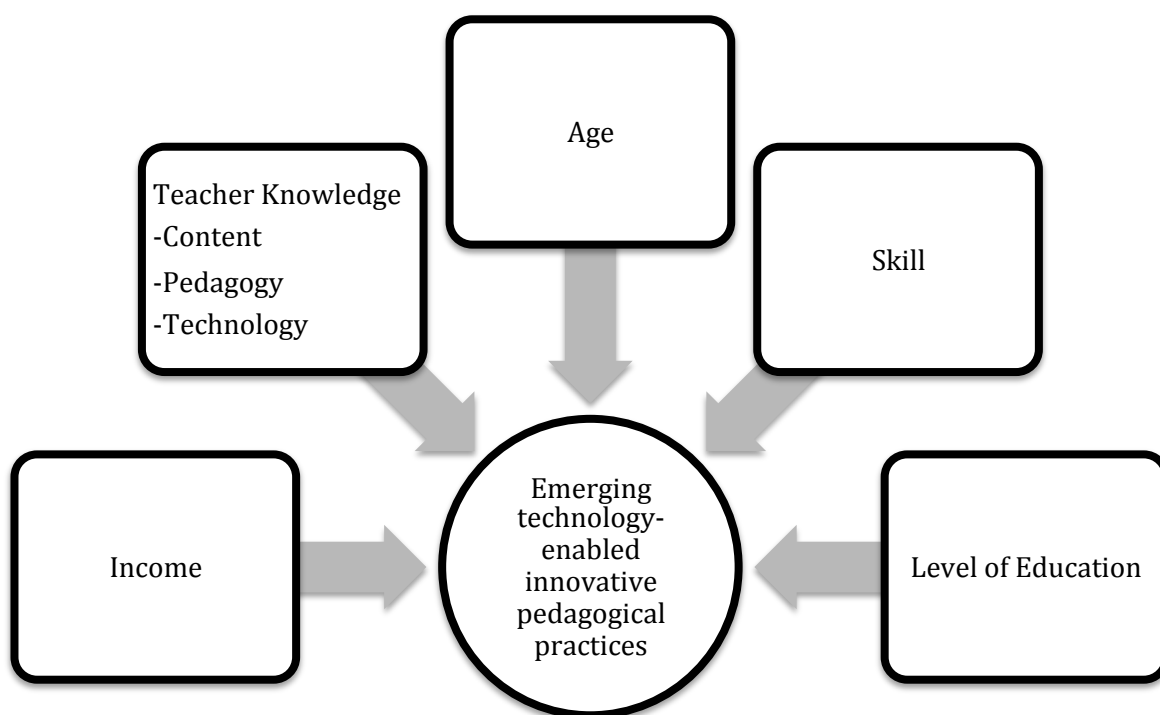 Age
Teacher Knowledge
-Content
-Pedagogy
-Technology
Skill
Income
Emerging
technology-
enabled
innovative
pedagogical
practices
Level of Education